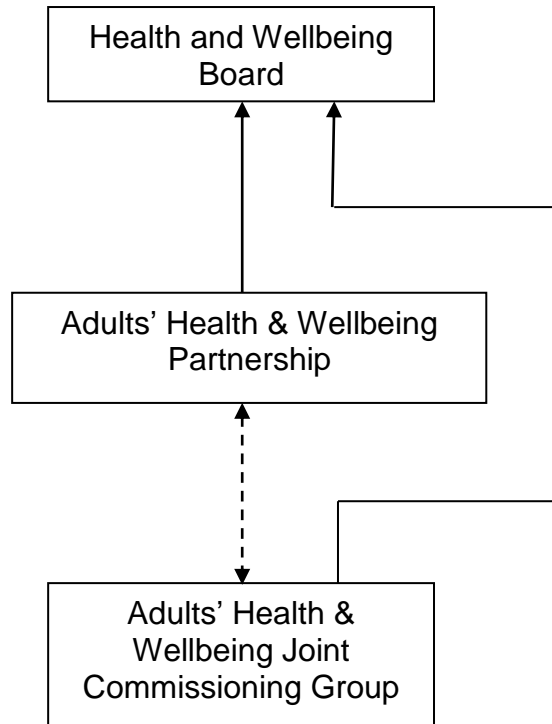 Health and Wellbeing
Board
Adults’ Health & Wellbeing
Partnership
Adults’ Health &
Wellbeing Joint
Commissioning Group